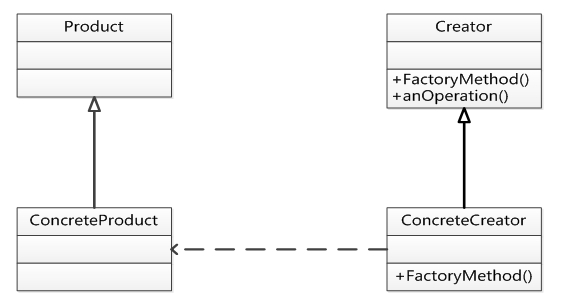 Product
Creator
+FactoryMethod()
+anOperation()
ConcreteProduct
ConcreteCreator
+FactoryMethod()